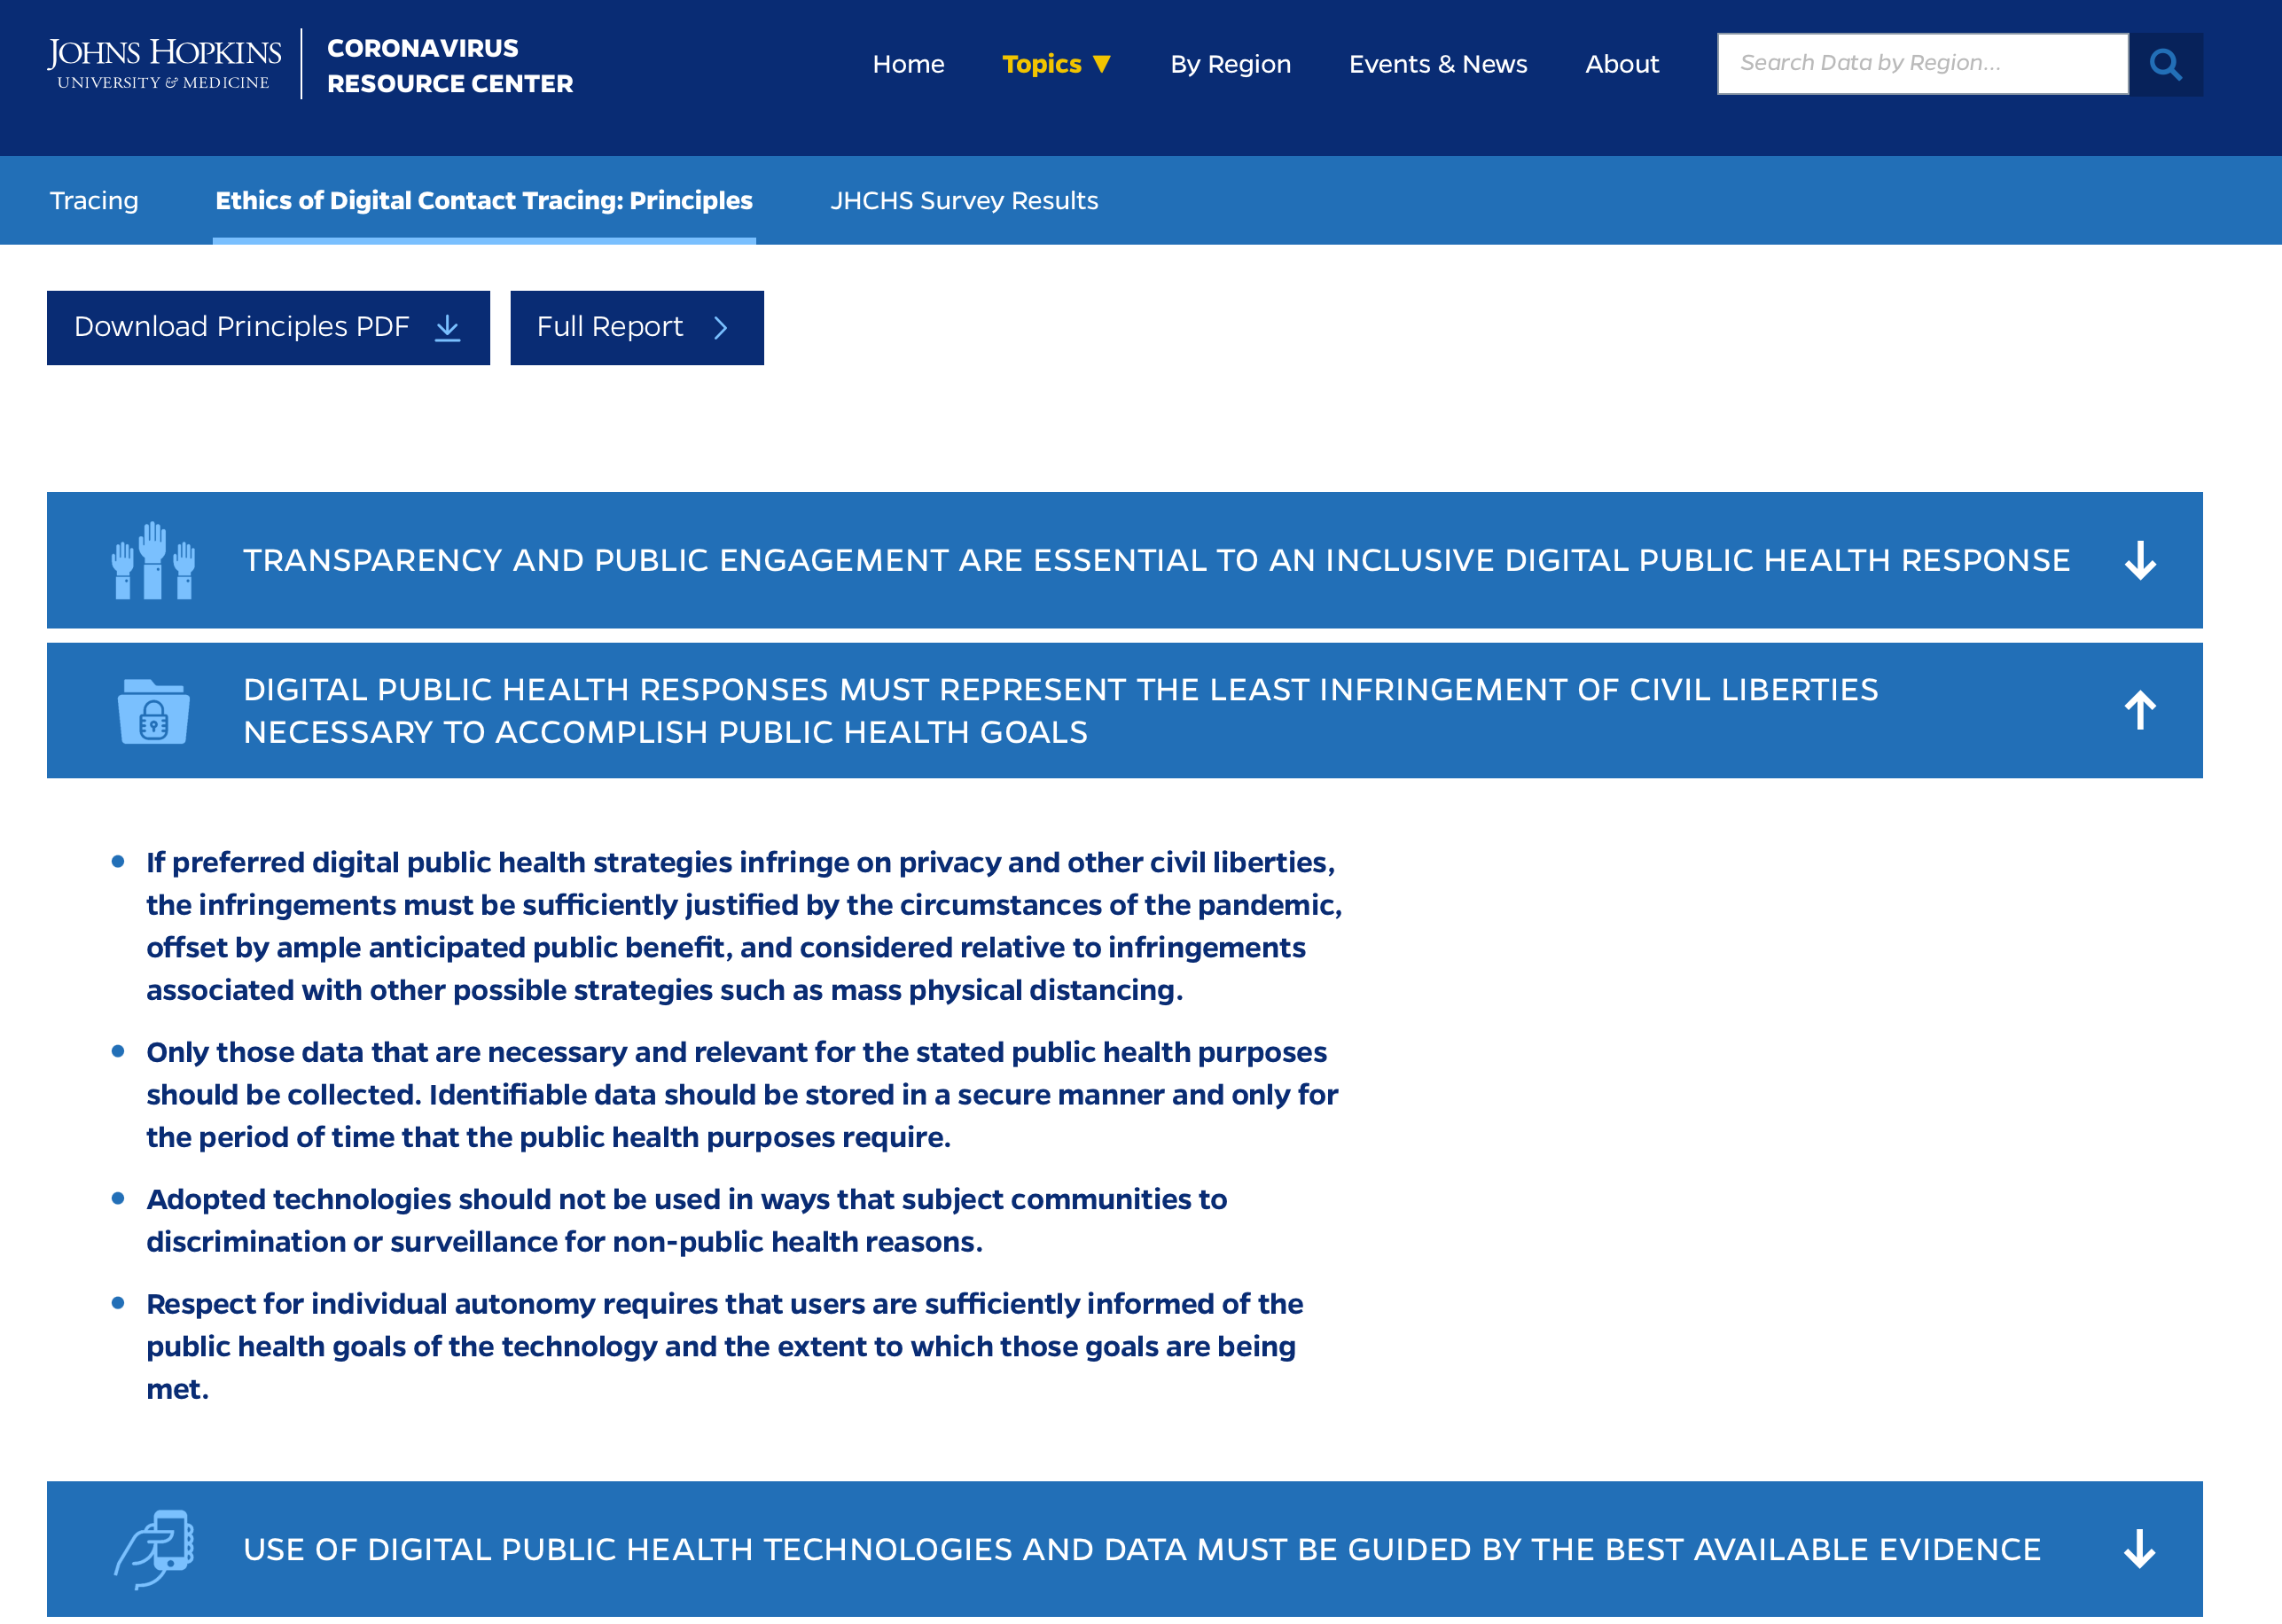 JOHNS HOPKINS
UNIVERSITY & MEDICINE
CORONAVIRUS
RESOURCE CENTER
Home
Topics ▼
By Region
Events & News
About
Search Data by Region...
Tracing
Ethics of Digital Contact Tracing: Principles
JHCHS Survey Results
Download Principles PDF
Full Report
TRANSPARENCY AND PUBLIC ENGAGEMENT ARE ESSENTIAL TO AN INCLUSIVE DIGITAL PUBLIC HEALTH RESPONSE
DIGITAL PUBLIC HEALTH RESPONSES MUST REPRESENT THE LEAST INFRINGEMENT OF CIVIL LIBERTIES
NECESSARY TO ACCOMPLISH PUBLIC HEALTH GOALS
• If preferred digital public health strategies infringe on privacy and other civil liberties,
the infringements must be sufficiently justified by the circumstances of the pandemic,
offset by ample anticipated public benefit, and considered relative to infringements
associated with other possible strategies such as mass physical distancing.
• Only those data that are necessary and relevant for the stated public health purposes
should be collected. Identifiable data should be stored in a secure manner and only for
the period of time that the public health purposes require.
• Adopted technologies should not be used in ways that subject communities to
discrimination or surveillance for non-public health reasons.
• Respect for individual autonomy requires that users are sufficiently informed of the
public health goals of the technology and the extent to which those goals are being
met.
USE OF DIGITAL PUBLIC HEALTH TECHNOLOGIES AND DATA MUST BE GUIDED BY THE BEST AVAILABLE EVIDENCE